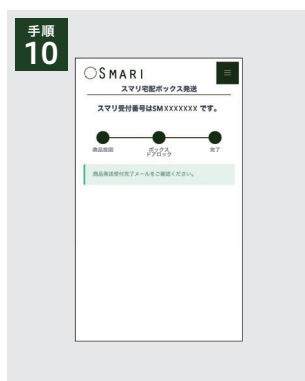 手順
10
SMARI
スマリ宅配ボックス発送
スマリ受付番号はSMXXXXXXX です。
商品投函
ボックス
ドアロック
完了
商品発送受付完了メールをご確認ください。